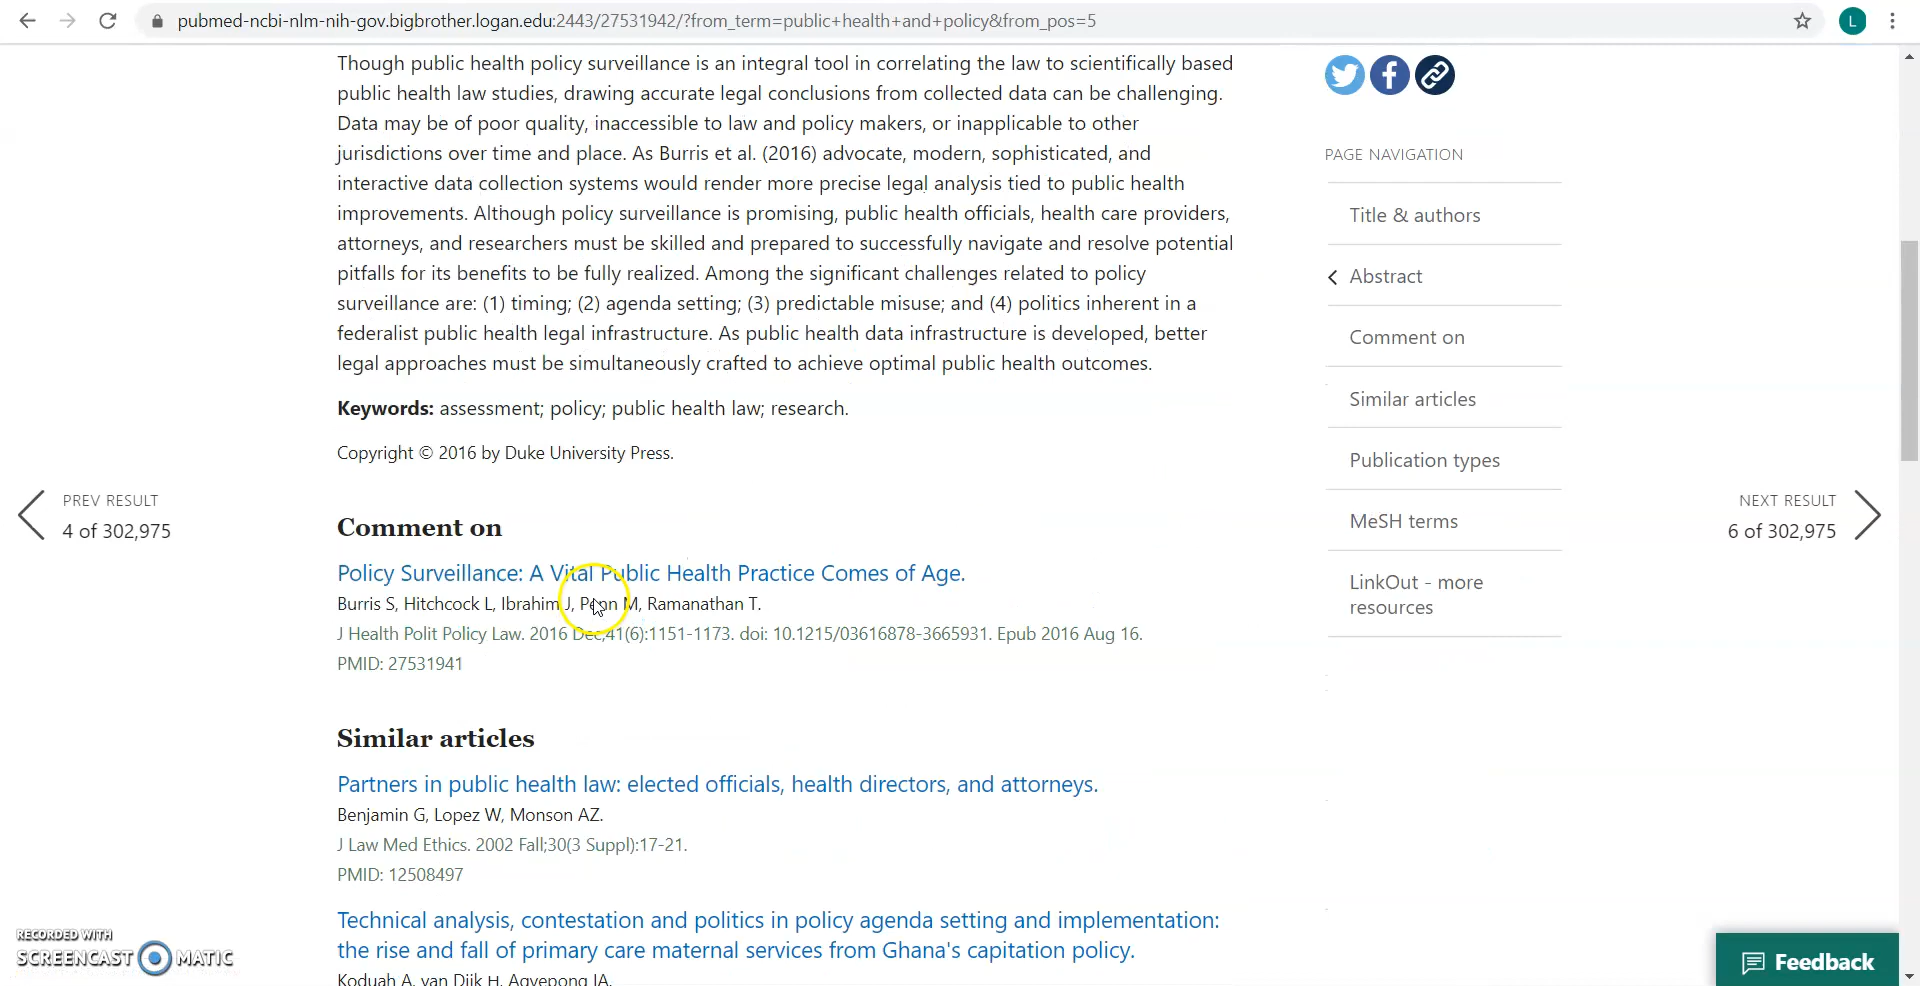 pubmed-ncbi-nlm-nih-gov.bigbrother.logan.edu:2443/27531942/?from_term=public+health+and+policy&from_pos=5
L
Though public health policy surveillance is an integral tool in correlating the law to scientifically based
public health law studies, drawing accurate legal conclusions from collected data can be challenging.
Data may be of poor quality, inaccessible to law and policy makers, or inapplicable to other
jurisdictions over time and place. As Burris et al. (2016) advocate, modern, sophisticated, and
interactive data collection systems would render more precise legal analysis tied to public health
improvements. Although policy surveillance is promising, public health officials, health care providers,
attorneys, and researchers must be skilled and prepared to successfully navigate and resolve potential
pitfalls for its benefits to be fully realized. Among the significant challenges related to policy
surveillance are: (1) timing; (2) agenda setting; (3) predictable misuse; and (4) politics inherent in a
federalist public health legal infrastructure. As public health data infrastructure is developed, better
legal approaches must be simultaneously crafted to achieve optimal public health outcomes.
Keywords: assessment; policy; public health law; research.
Copyright © 2016 by Duke University Press.
Comment on
Policy Surveillance: A Vital Public Health Practice Comes of Age.
Burris S, Hitchcock L, Ibrahim J, Penn M, Ramanathan T.
J Health Polit Policy Law. 2016 Dec;41(6):1151-1173. doi: 10.1215/03616878-3665931. Epub 2016 Aug 16.
PMID: 27531941
Similar articles
Partners in public health law: elected officials, health directors, and attorneys.
Benjamin G, Lopez W, Monson AZ.
J Law Med Ethics. 2002 Fall;30(3 Suppl):17-21.
PMID: 12508497
Technical analysis, contestation and politics in policy agenda setting and implementation:
the rise and fall of primary care maternal services from Ghana's capitation policy.
Koduah A, van Dijk H, Agyepong IA.
PAGE NAVIGATION
Title & authors
Abstract
Comment on
Similar articles
Publication types
MeSH terms
LinkOut - more
resources
PREV RESULT
4 of 302,975
NEXT RESULT
6 of 302,975
RECORDED WITH
SCREENCAST MATIC
Feedback